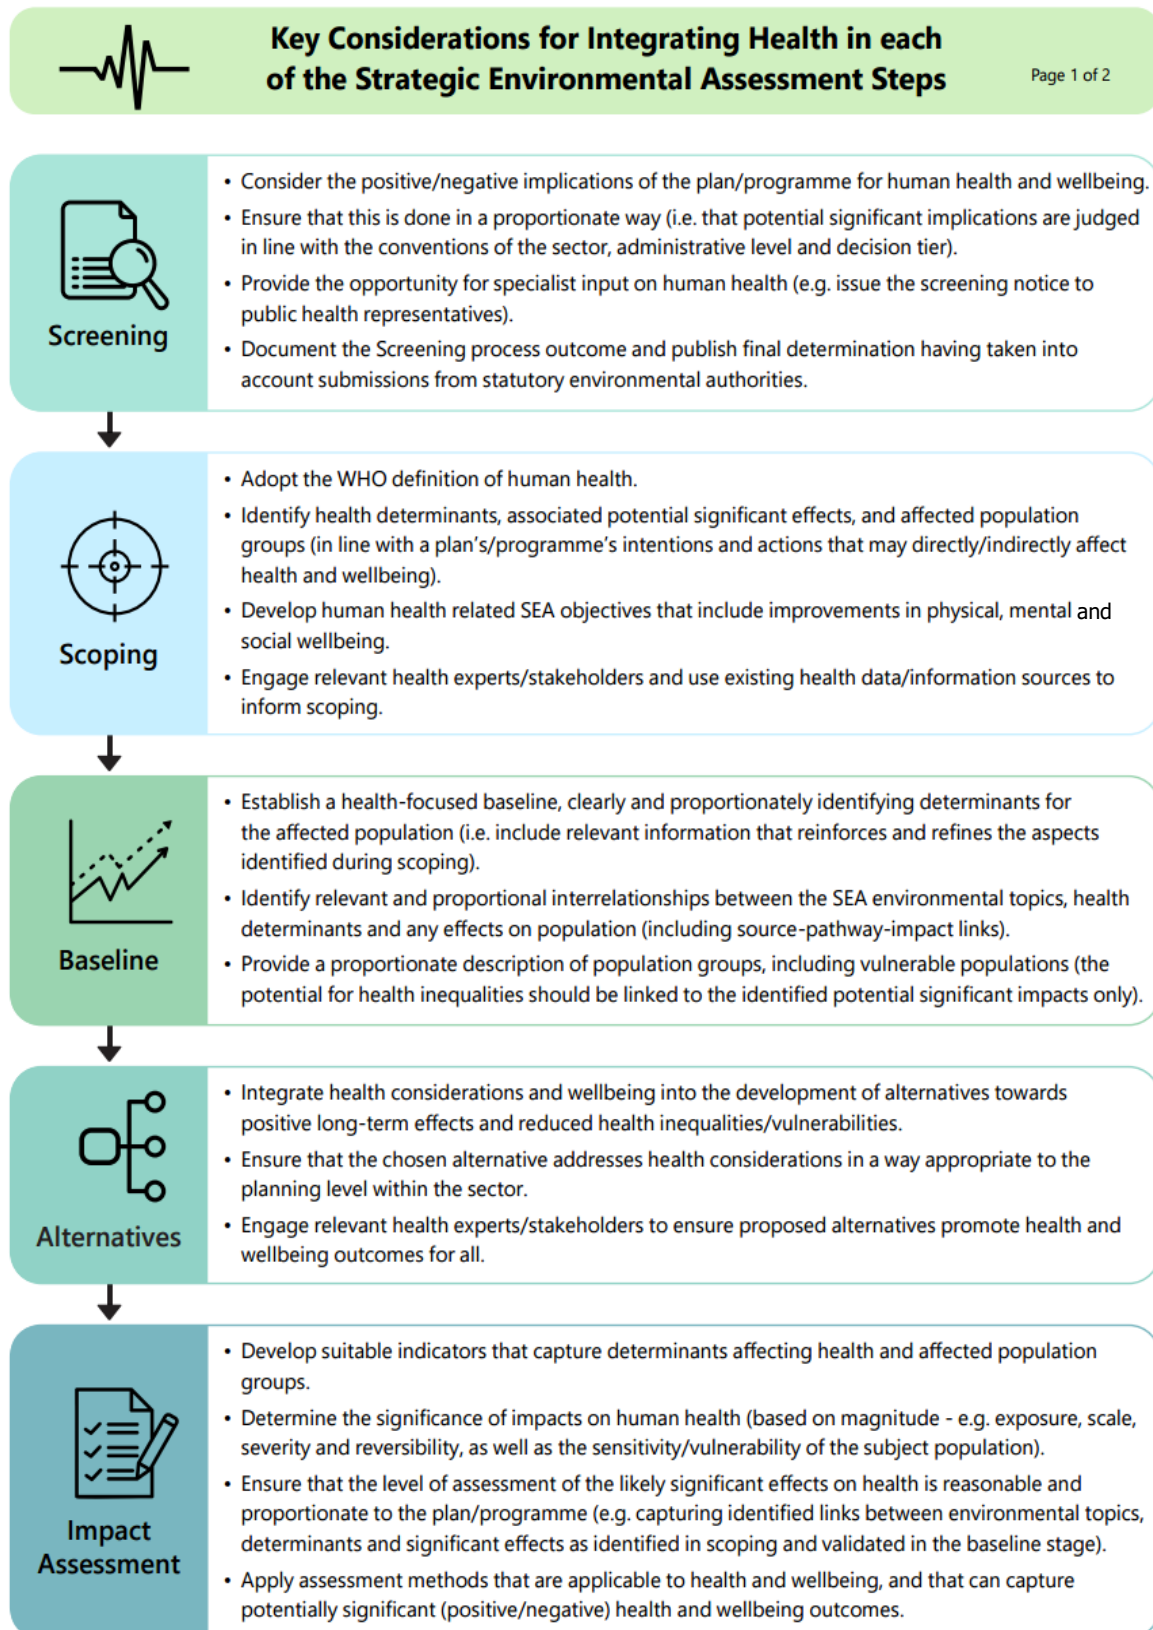 Key Considerations for Integrating Health in each
of the Strategic Environmental Assessment Steps
Page 1 of 2
Screening
• Consider the positive/negative implications of the plan/programme for human health and wellbeing.
• Ensure that this is done in a proportionate way (i.e. that potential significant implications are judged
in line with the conventions of the sector, administrative level and decision tier).
• Provide the opportunity for specialist input on human health (e.g. issue the screening notice to
public health representatives).
• Document the Screening process outcome and publish final determination having taken into
account submissions from statutory environmental authorities.
Scoping
• Adopt the WHO definition of human health.
• Identify health determinants, associated potential significant effects, and affected population
groups (in line with a plan's/programme's intentions and actions that may directly/indirectly affect
health and wellbeing).
• Develop human health related SEA objectives that include improvements in physical, mental and
social wellbeing.
• Engage relevant health experts/stakeholders and use existing health data/information sources to
inform scoping.
Baseline
• Establish a health-focused baseline, clearly and proportionately identifying determinants for
the affected population (i.e. include relevant information that reinforces and refines the aspects
identified during scoping).
• Identify relevant and proportional interrelationships between the SEA environmental topics, health
determinants and any effects on population (including source-pathway-impact links).
• Provide a proportionate description of population groups, including vulnerable populations (the
potential for health inequalities should be linked to the identified potential significant impacts only).
Alternatives
• Integrate health considerations and wellbeing into the development of alternatives towards
positive long-term effects and reduced health inequalities/vulnerabilities.
• Ensure that the chosen alternative addresses health considerations in a way appropriate to the
planning level within the sector.
• Engage relevant health experts/stakeholders to ensure proposed alternatives promote health and
wellbeing outcomes for all.
Impact
Assessment
• Develop suitable indicators that capture determinants affecting health and affected population
groups.
• Determine the significance of impacts on human health (based on magnitude - e.g. exposure, scale,
severity and reversibility, as well as the sensitivity/vulnerability of the subject population).
• Ensure that the level of assessment of the likely significant effects on health is reasonable and
proportionate to the plan/programme (e.g. capturing identified links between environmental topics,
determinants and significant effects as identified in scoping and validated in the baseline stage).
• Apply assessment methods that are applicable to health and wellbeing, and that can capture
potentially significant (positive/negative) health and wellbeing outcomes.